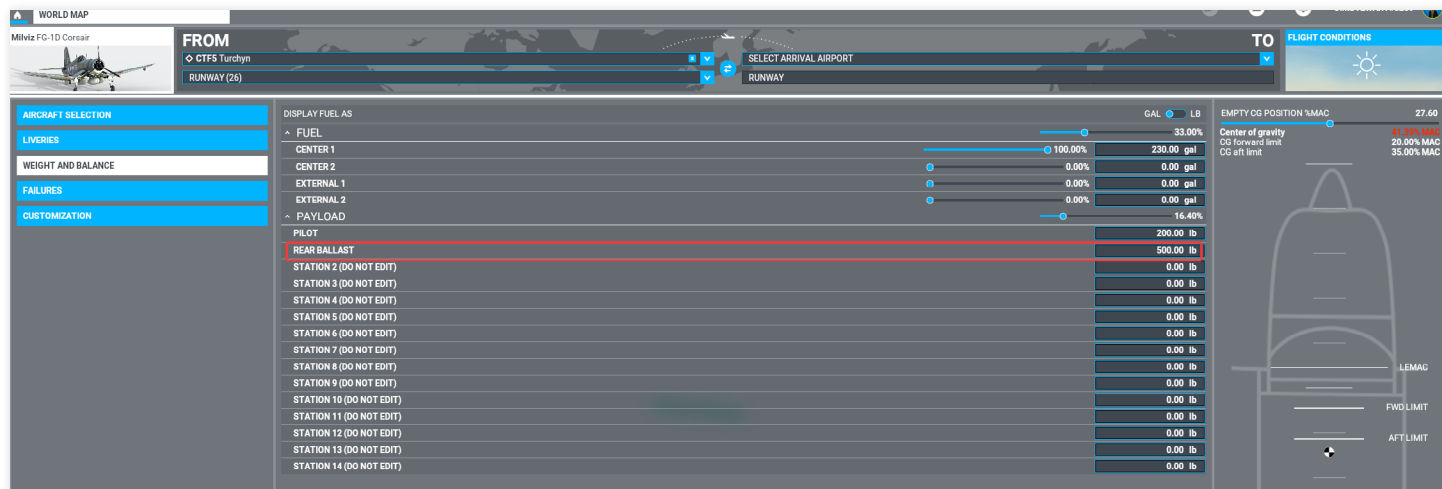 WORLD MAP
Milviz FG-1D Corsair
FROM
TO
CTF5 Turchyn
SELECT ARRIVAL AIRPORT
RUNWAY (26)
RUNWAY
FLIGHT CONDITIONS
AIRCRAFT SELECTION
LIVERIES
WEIGHT AND BALANCE
FAILURES
CUSTOMIZATION
DISPLAY FUEL AS GAL LB
FUEL 33.00%
CENTER 1 100.00% 230.00 gal
CENTER 2 0.00% 0.00 gal
EXTERNAL 1 0.00% 0.00 gal
EXTERNAL 2 0.00% 0.00 gal
PAYLOAD 16.40%
PILOT 200.00 lb
REAR BALLAST 500.00 lb
STATION 2 (DO NOT EDIT) 0.00 lb
STATION 3 (DO NOT EDIT) 0.00 lb
STATION 4 (DO NOT EDIT) 0.00 lb
STATION 5 (DO NOT EDIT) 0.00 lb
STATION 6 (DO NOT EDIT) 0.00 lb
STATION 7 (DO NOT EDIT) 0.00 lb
STATION 8 (DO NOT EDIT) 0.00 lb
STATION 9 (DO NOT EDIT) 0.00 lb
STATION 10 (DO NOT EDIT) 0.00 lb
STATION 11 (DO NOT EDIT) 0.00 lb
STATION 12 (DO NOT EDIT) 0.00 lb
STATION 13 (DO NOT EDIT) 0.00 lb
STATION 14 (DO NOT EDIT) 0.00 lb
EMPTY CG POSITION %MAC 27.60
Center of gravity MAC
CG forward limit 20.00% MAC
CG aft limit 35.00% MAC
LEMAC
FWD LIMIT
AFT LIMIT